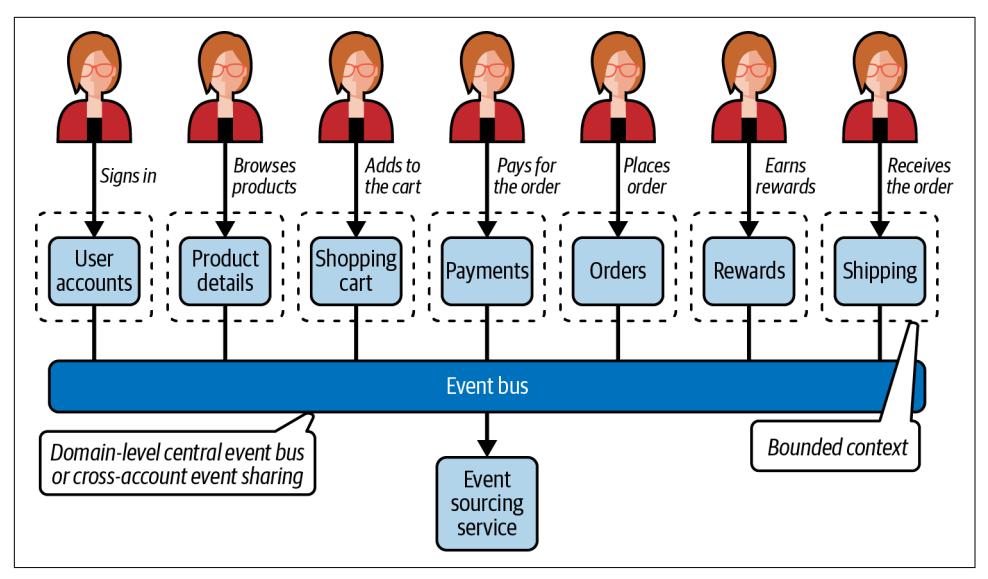 Signs in
Browses
products
Adds to
the cart
Pays for
the order
Places
order
Earns
rewards
Receives
the order
User
accounts
Product
details
Shopping
cart
Payments
Orders
Rewards
Shipping
Event bus
Domain-level central event bus
or cross-account event sharing
Bounded context
Event
sourcing
service